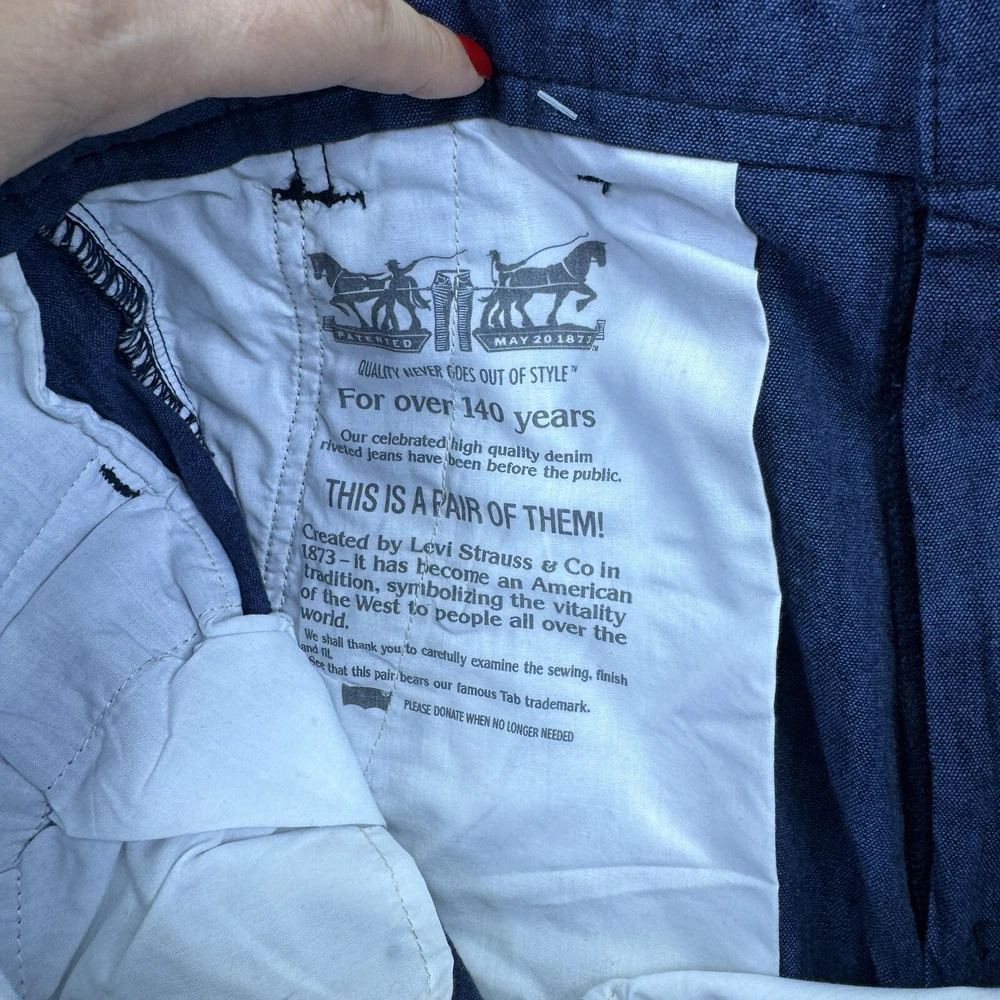 PATENTED MAY 20 1873 ™
QUALITY NEVER GOES OUT OF STYLE™
For over 140 years
Our celebrated high quality denim
riveted jeans have been before the public.
THIS IS A PAIR OF THEM!
Created by Levi Strauss & Co in
1873 – it has become an American
tradition, symbolizing the vitality
of the West to people all over the
world.
We shall thank you to carefully examine the sewing, finish
and fit.
See that this pair bears our famous Tab trademark.
PLEASE DONATE WHEN NO LONGER NEEDED